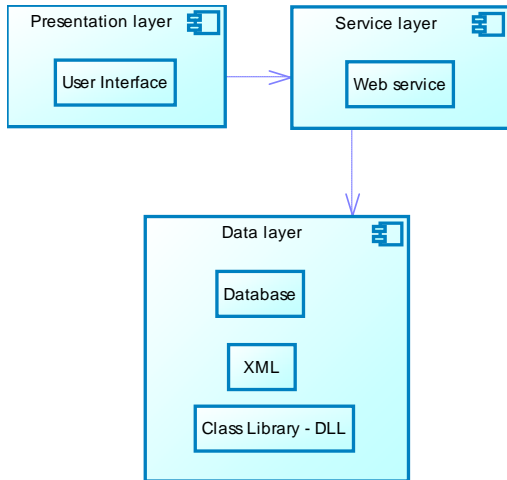 Presentation layer
User Interface
Service layer
Web service
Data layer
Database
XML
Class Library - DLL